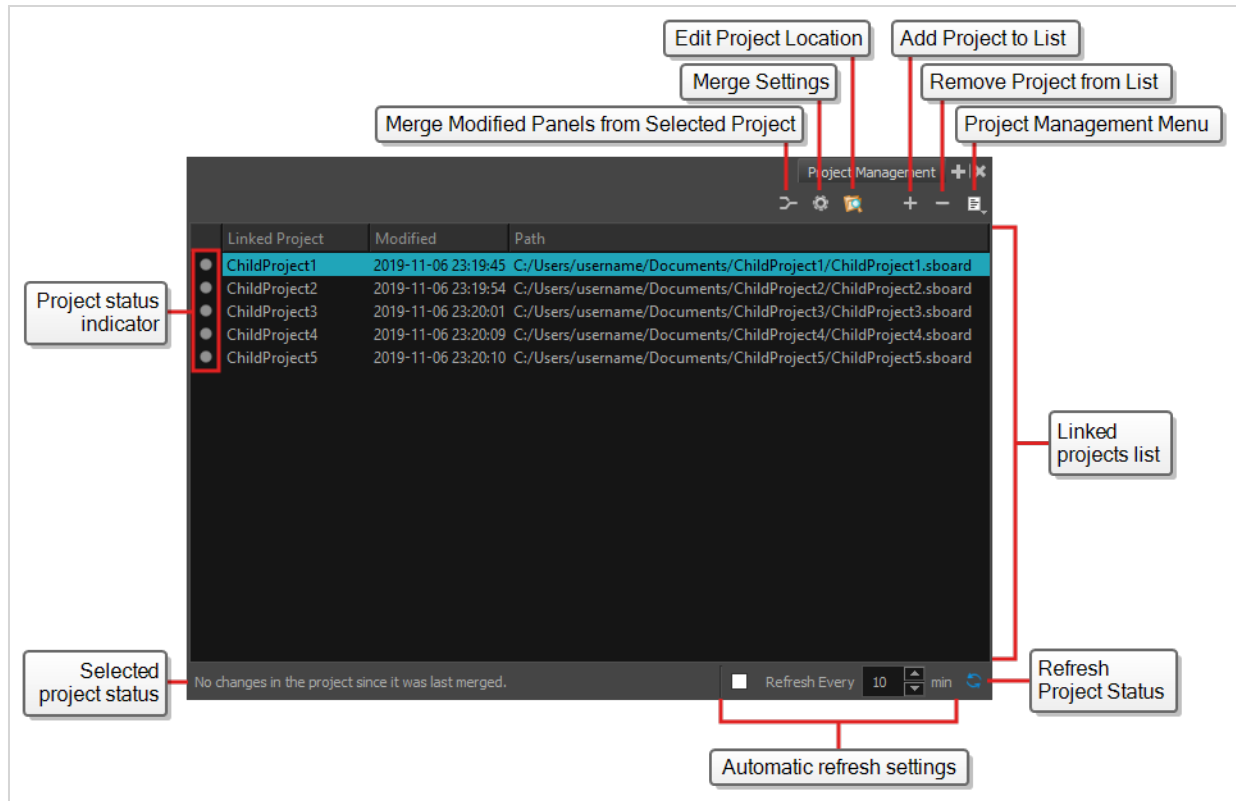 Edit Project Location
Add Project to List
Merge Settings
Remove Project from List
Merge Modified Panels from Selected Project
Project Management Menu
Project Management
Linked Project Modified Path
ChildProject1 2019-11-06 23:19:45 C:/Users/username/Documents/ChildProject1/ChildProject1.sboard
ChildProject2 2019-11-06 23:19:54 C:/Users/username/Documents/ChildProject2/ChildProject2.sboard
ChildProject3 2019-11-06 23:20:01 C:/Users/username/Documents/ChildProject3/ChildProject3.sboard
ChildProject4 2019-11-06 23:20:09 C:/Users/username/Documents/ChildProject4/ChildProject4.sboard
ChildProject5 2019-11-06 23:20:10 C:/Users/username/Documents/ChildProject5/ChildProject5.sboard
Project status
indicator
Linked
projects list
Selected
project status
No changes in the project since it was last merged.
Refresh Every 10 min
Refresh
Project Status
Automatic refresh settings